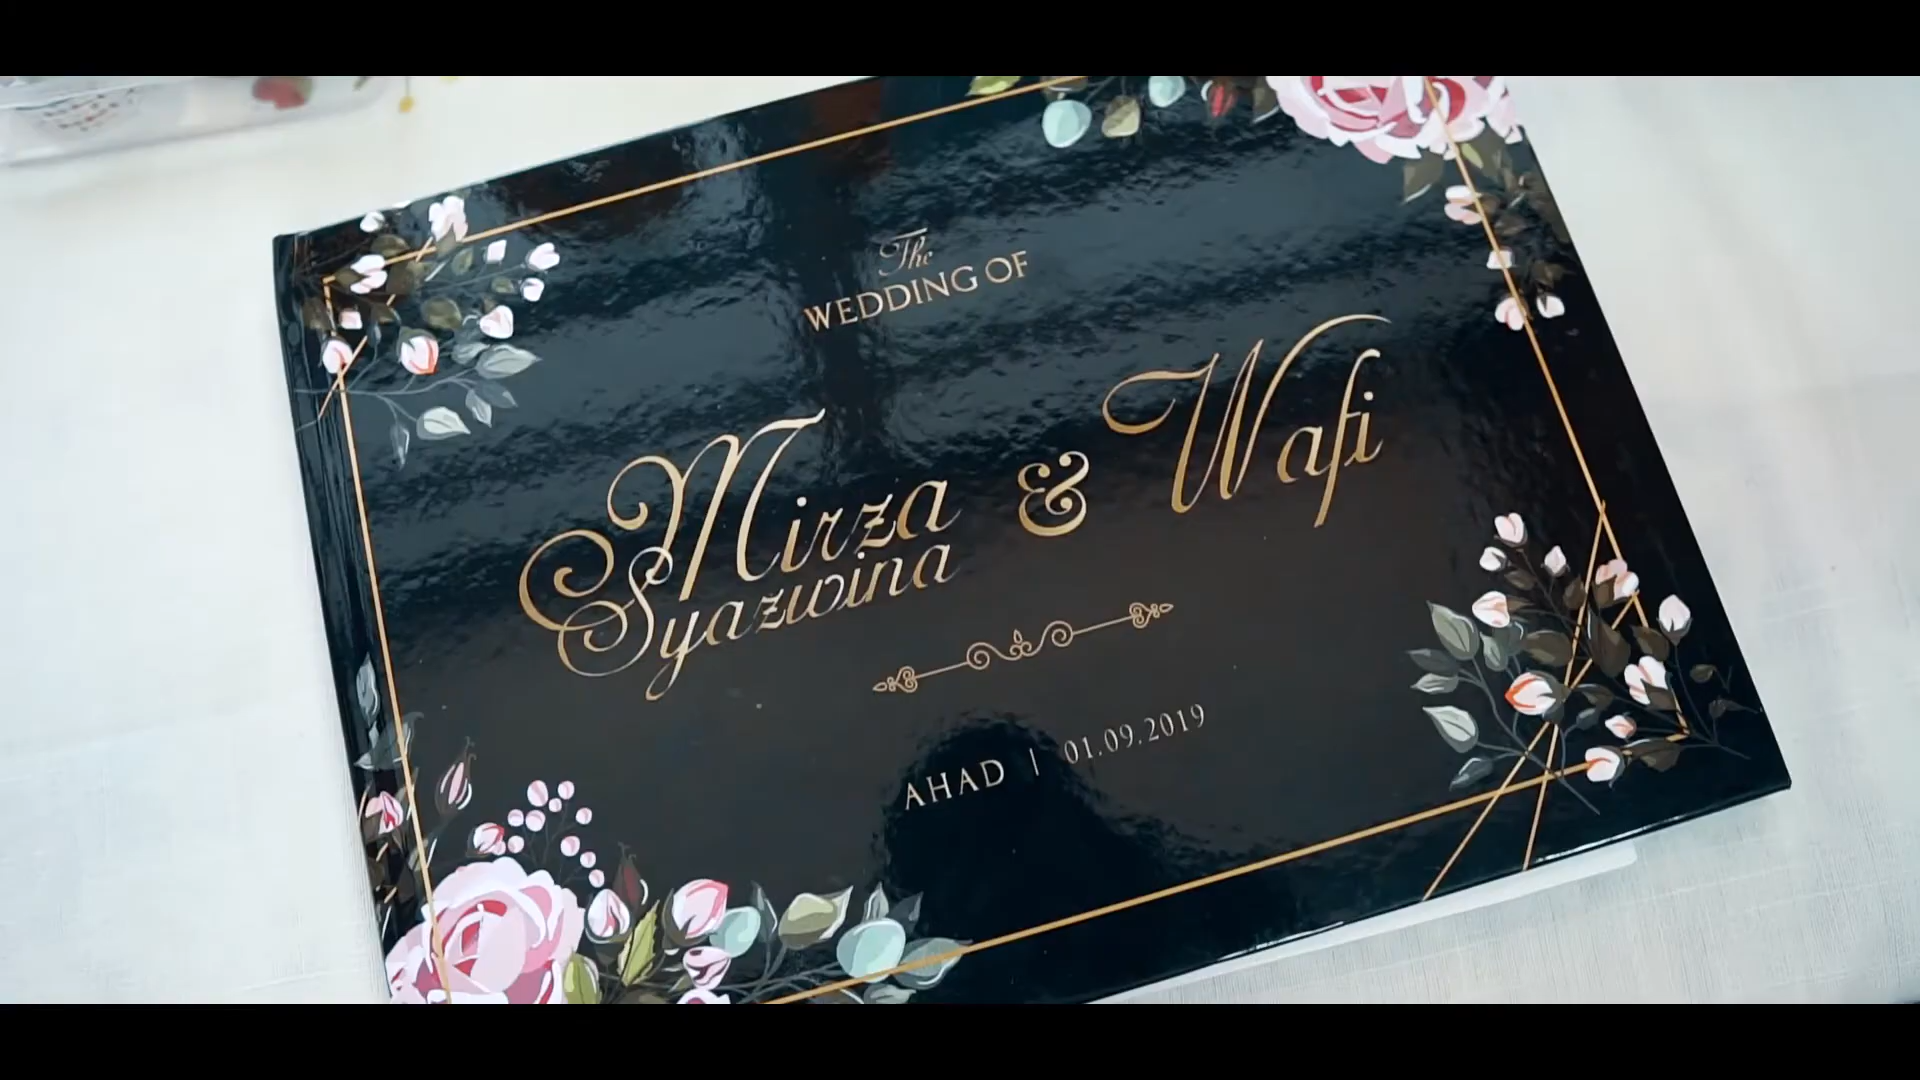 The
WEDDING OF
Mirza & Wafi
Syazwina
AHAD | 01.09.2019